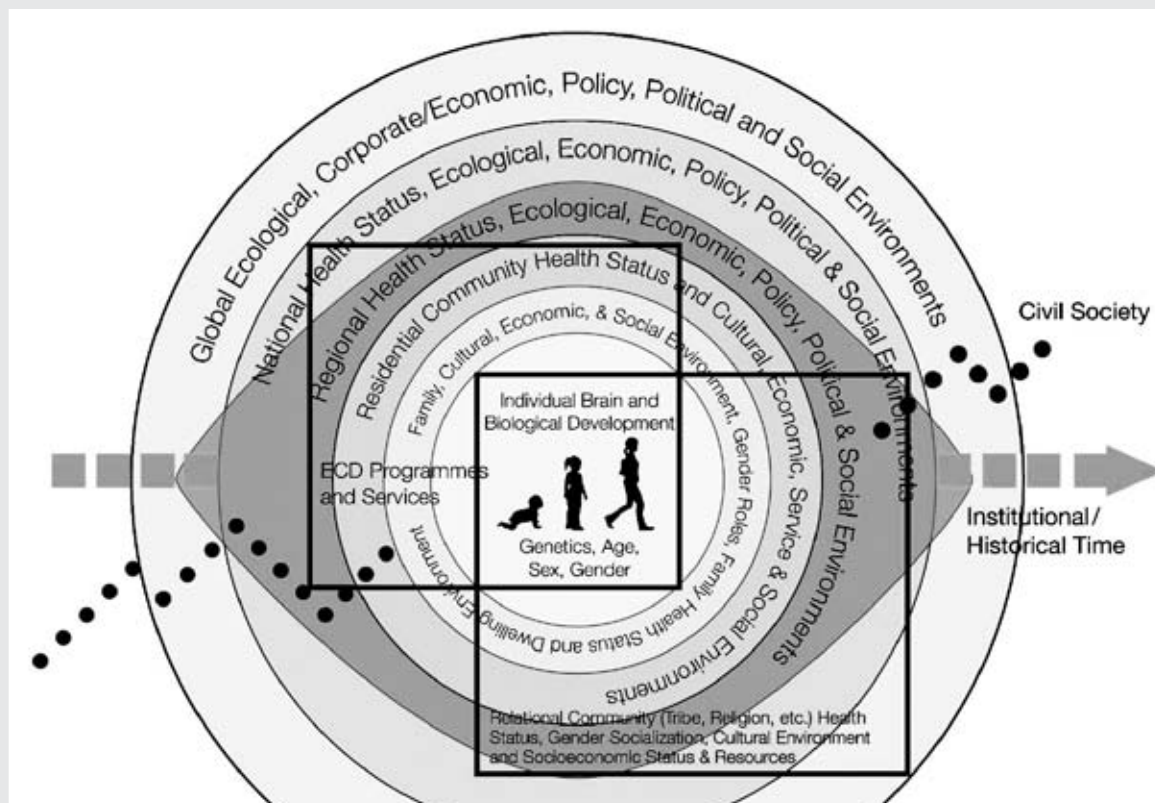 Global Ecological, Corporate/Economic, Policy, Political and Social Environments
National Health Status, Ecological, Economic, Policy, Political & Social Environments
Regional Health Status, Ecological, Economic, Policy, Political & Social Environments
Residential Community Health Status and Cultural, Economic, Service & Social Environments
Family, Cultural, Economic, & Social Environment, Gender Roles, Family Health Status and Dwelling Environment
Civil Society
Individual Brain and
Biological Development
ECD Programmes
and Services
Genetics, Age,
Sex, Gender
Institutional/
Historical Time
Relational Community (Tribe, Religion, etc.) Health
Status, Gender Socialization, Cultural Environment
and Socioeconomic Status & Resources